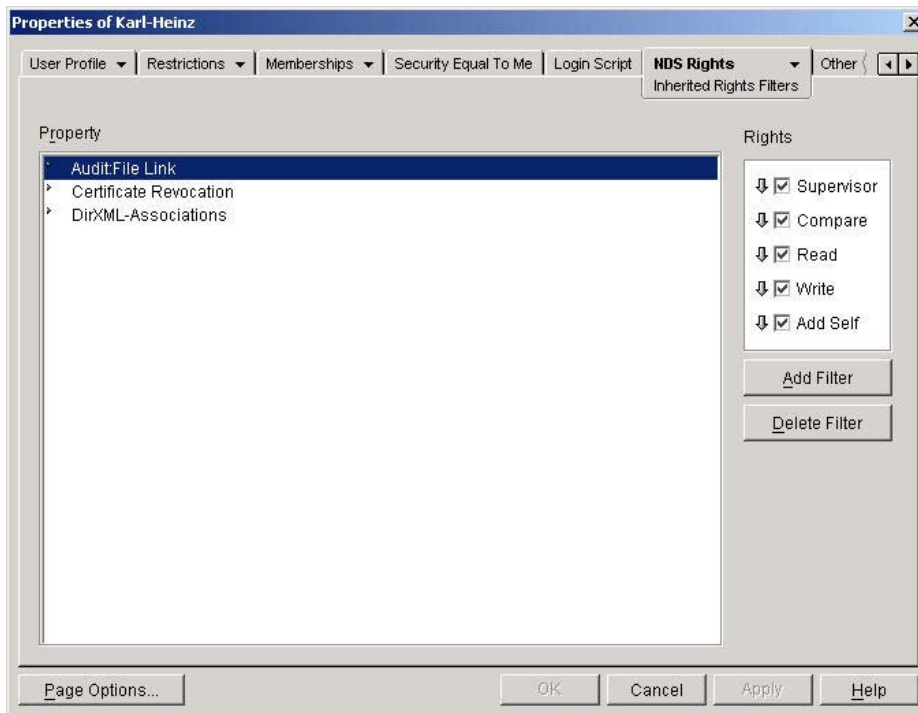 Properties of Karl-Heinz
User Profile Restrictions Memberships Security Equal To Me Login Script NDS Rights Other
Inherited Rights Filters
Property
Rights
Audit:File Link
Certificate Revocation
DirXML-Associations
Supervisor
Compare
Read
Write
Add Self
Add Filter
Delete Filter
Page Options... OK Cancel Apply Help